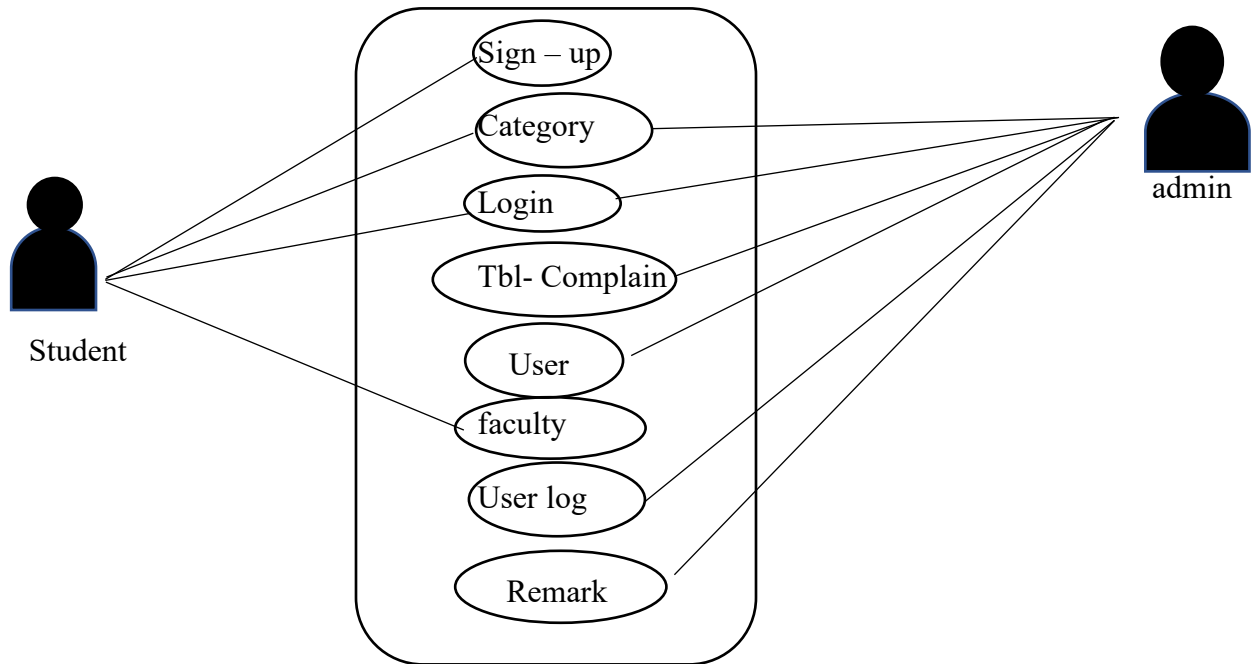 Sign – up
Category
Login
Tbl- Complain
User
faculty
User log
Remark
Student
admin